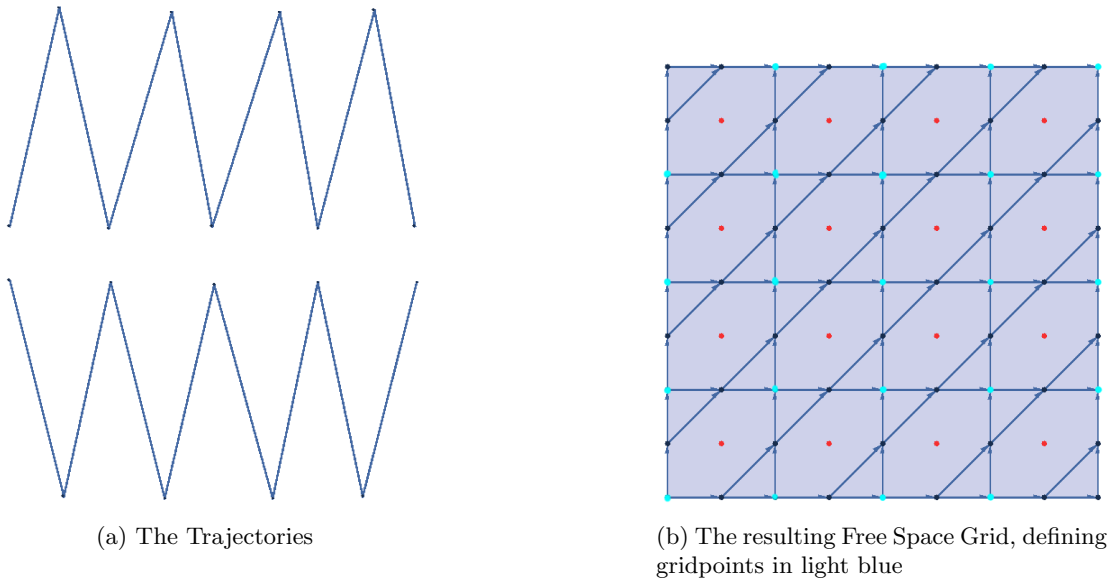 (a) The Trajectories
(b) The resulting Free Space Grid, defining
gridpoints in light blue